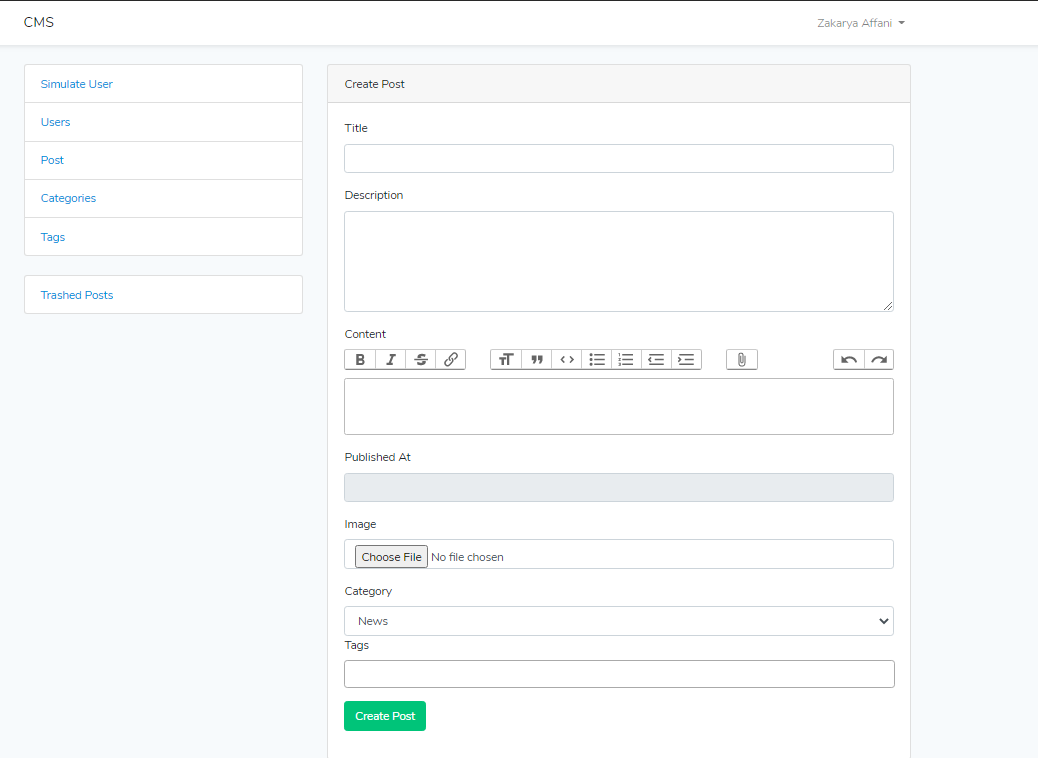 CMS
Zakarya Affani
Simulate User
Users
Post
Categories
Tags
Trashed Posts
Create Post
Title
Description
Content
Published At
Image
Choose File No file chosen
Category
News
Tags
Create Post